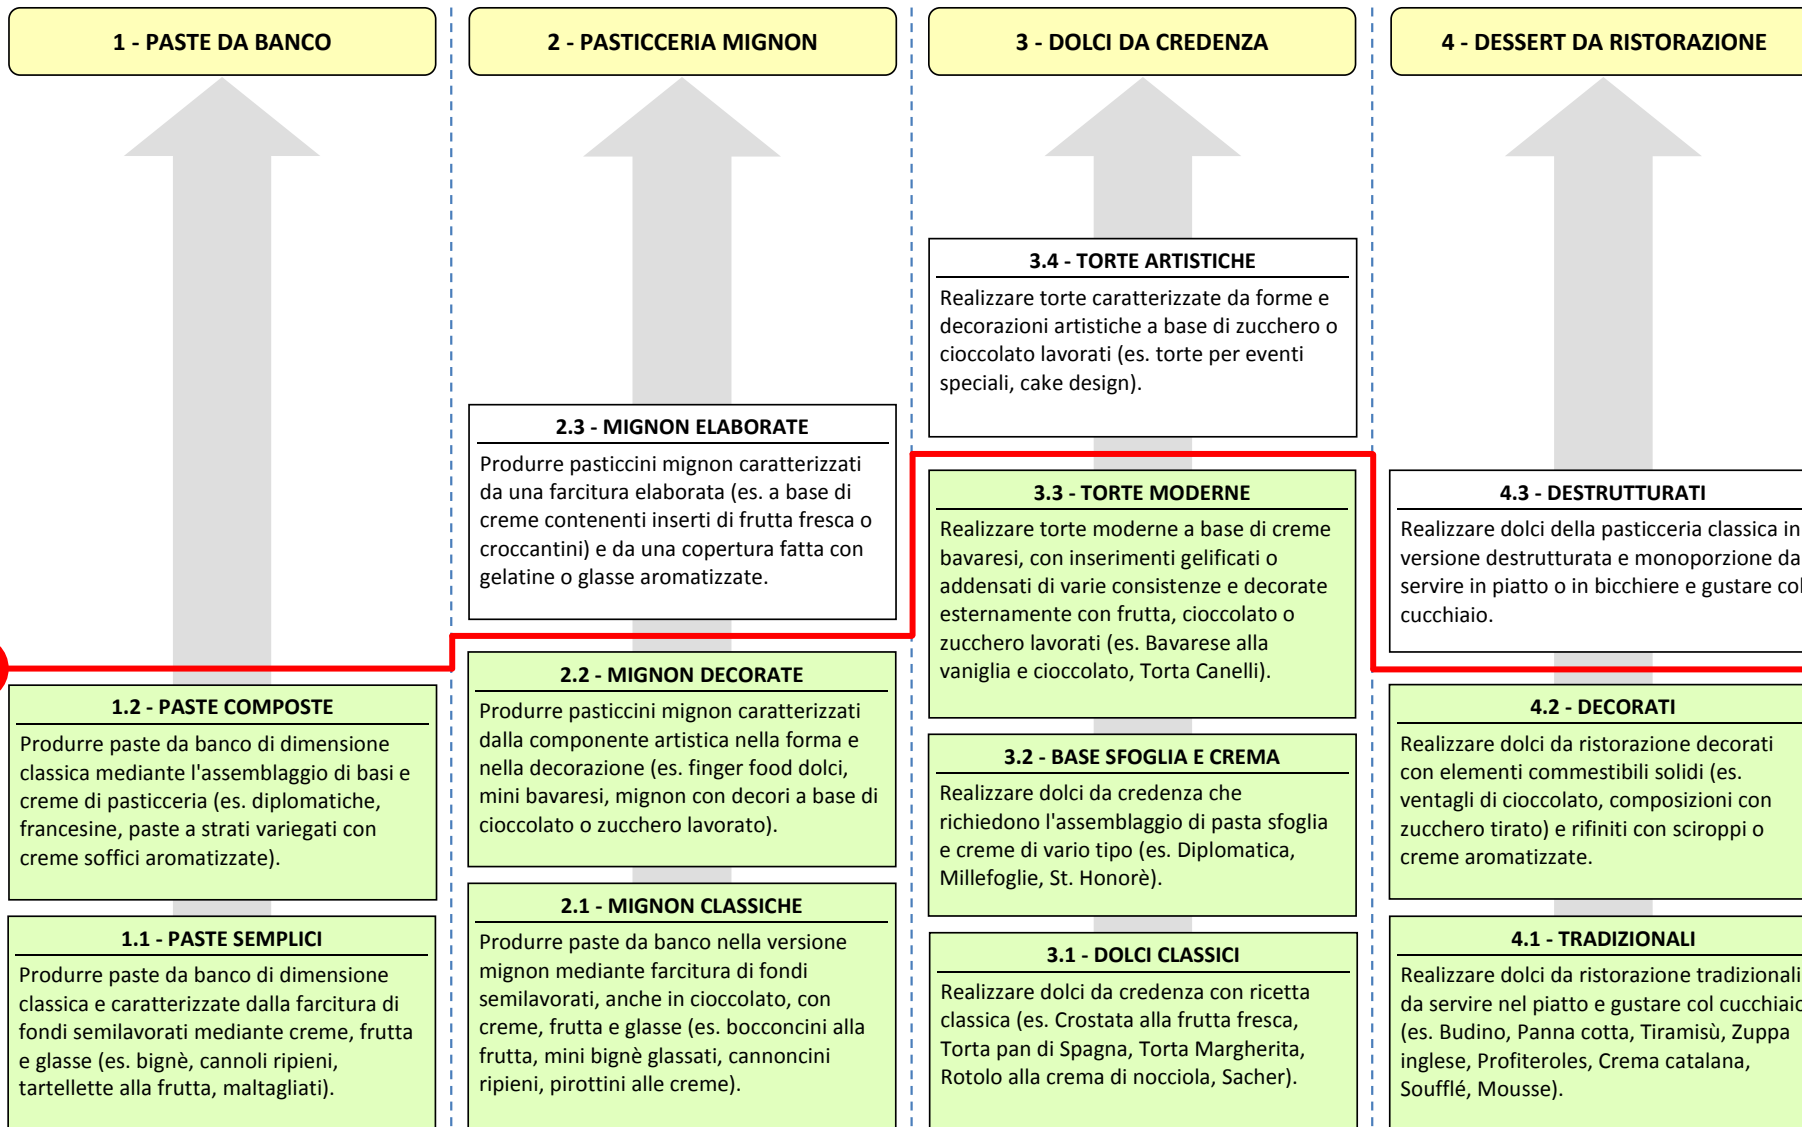 1 - PASTE DA BANCO
2 - PASTICCERIA MIGNON
3 - DOLCI DA CREDENZA
4 - DESSERT DA RISTORAZIONE
3.4 - TORTE ARTISTICHE
Realizzare torte caratterizzate da forme e
decorazioni artistiche a base di zucchero o
cioccolato lavorati (es. torte per eventi
speciali, cake design).
2.3 - MIGNON ELABORATE
Produrre pasticcini mignon caratterizzati
da una farcitura elaborata (es. a base di
creme contenenti inserti di frutta fresca o
croccantini) e da una copertura fatta con
gelatine o glasse aromatizzate.
3.3 - TORTE MODERNE
Realizzare torte moderne a base di creme
bavaresi, con inserimenti gelificati o
addensati di varie consistenze e decorate
esternamente con frutta, cioccolato o
zucchero lavorati (es. Bavarese alla
vaniglia e cioccolato, Torta Canelli).
4.3 - DESTRUTTURATI
Realizzare dolci della pasticceria classica in
versione destrutturata e monoporzione da
servire in piatto o in bicchiere e gustare col
cucchiaio.
1.2 - PASTE COMPOSTE
Produrre paste da banco di dimensione
classica mediante l'assemblaggio di basi e
creme di pasticceria (es. diplomatiche,
francesine, paste a strati variegati con
creme soffici aromatizzate).
2.2 - MIGNON DECORATE
Produrre pasticcini mignon caratterizzati
dalla componente artistica nella forma e
nella decorazione (es. finger food dolci,
mini bavaresi, mignon con decori a base di
cioccolato o zucchero lavorato).
3.2 - BASE SFOGLIA E CREMA
Realizzare dolci da credenza che
richiedono l'assemblaggio di pasta sfoglia
e creme di vario tipo (es. Diplomatica,
Millefoglie, St. Honorè).
4.2 - DECORATI
Realizzare dolci da ristorazione decorati
con elementi commestibili solidi (es.
ventagli di cioccolato, composizioni con
zucchero tirato) e rifiniti con sciroppi o
creme aromatizzate.
1.1 - PASTE SEMPLICI
Produrre paste da banco di dimensione
classica e caratterizzate dalla farcitura di
fondi semilavorati mediante creme, frutta
e glasse (es. bignè, cannoli ripieni,
tartellette alla frutta, maltagliati).
2.1 - MIGNON CLASSICHE
Produrre paste da banco nella versione
mignon mediante farcitura di fondi
semilavorati, anche in cioccolato, con
creme, frutta e glasse (es. bocconcini alla
frutta, mini bignè glassati, cannoncini
ripieni, pirottini alle creme).
3.1 - DOLCI CLASSICI
Realizzare dolci da credenza con ricetta
classica (es. Crostata alla frutta fresca,
Torta pan di Spagna, Torta Margherita,
Rotolo alla crema di nocciola, Sacher).
4.1 - TRADIZIONALI
Realizzare dolci da ristorazione tradizionali
da servire nel piatto e gustare col cucchiaio
(es. Budino, Panna cotta, Tiramisù, Zuppa
inglese, Profiteroles, Crema catalana,
Soufflé, Mousse).